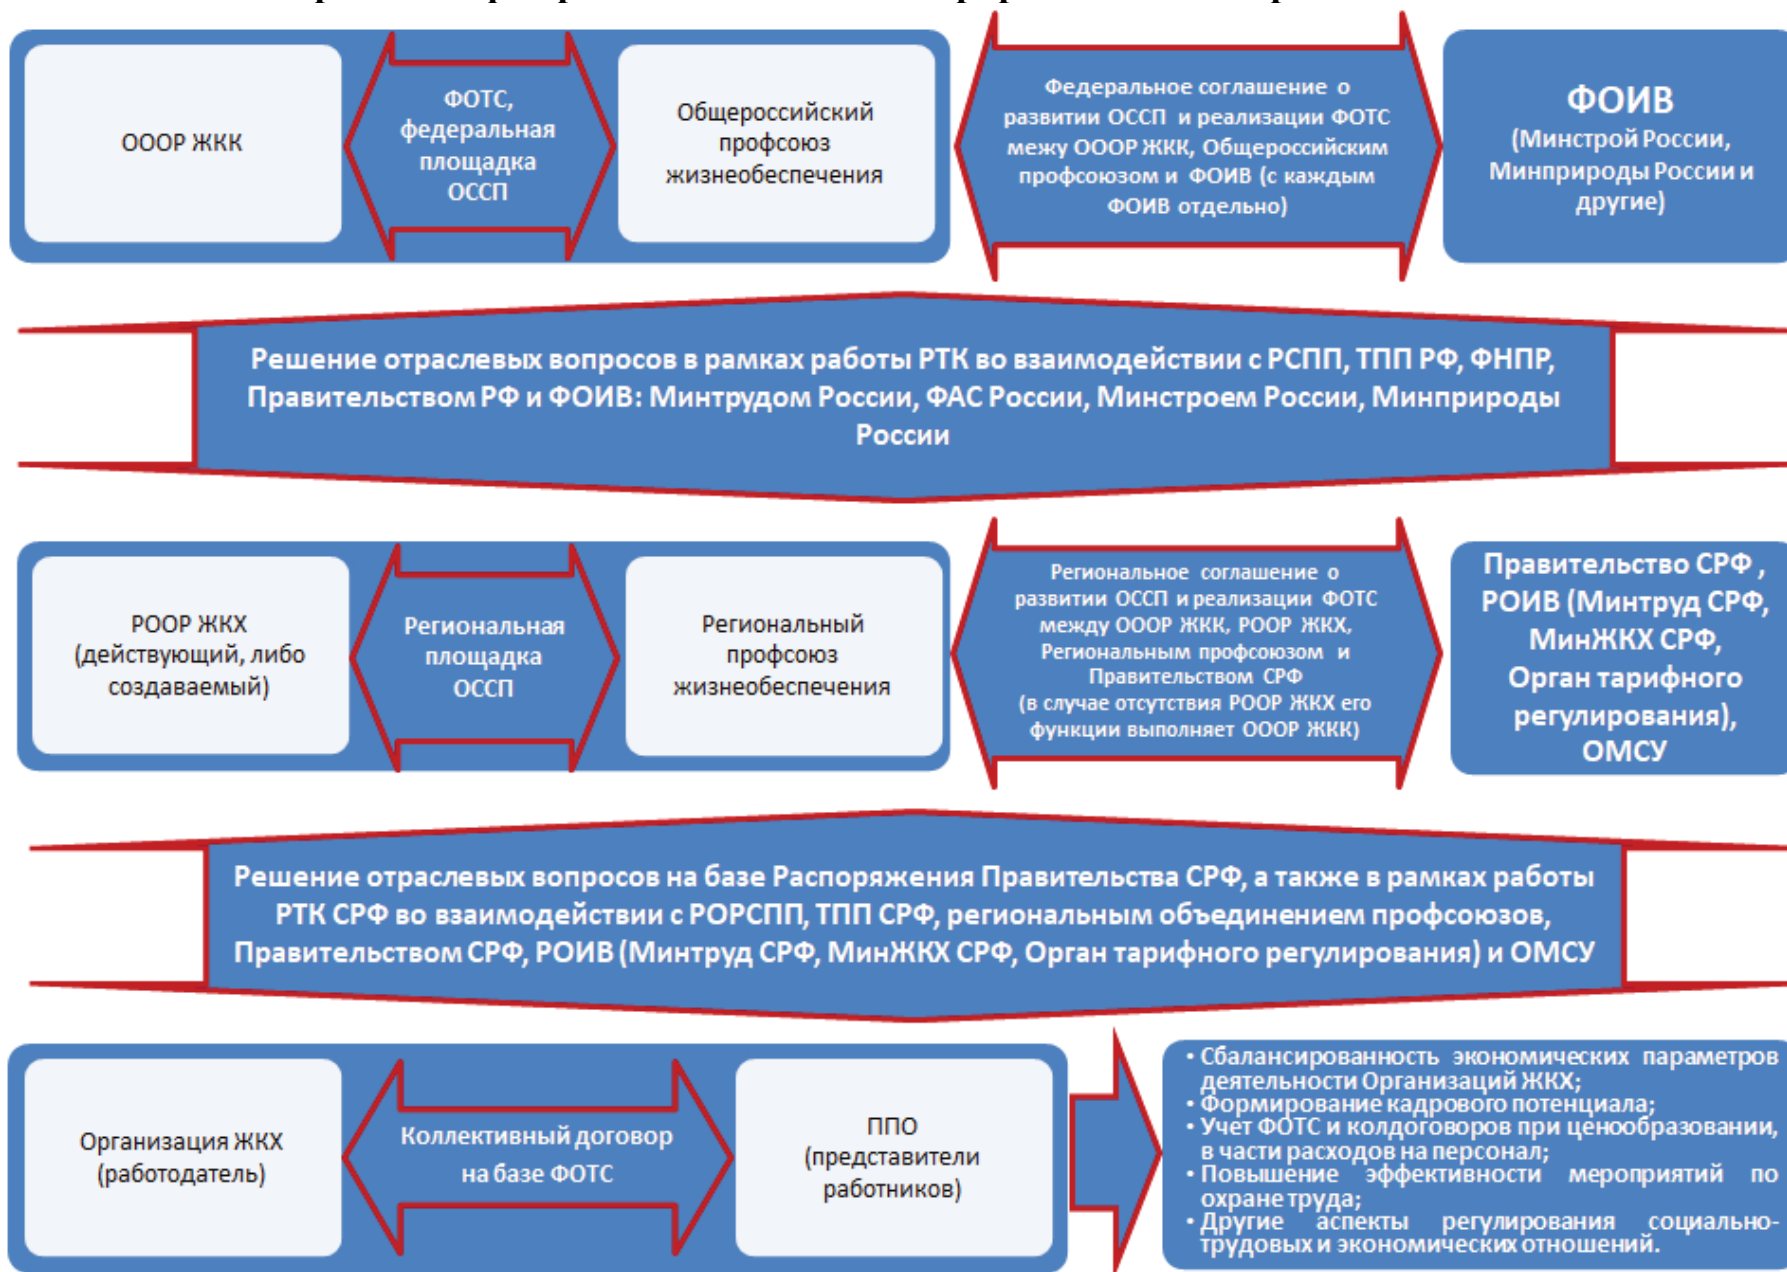 ОООР ЖКК
ФОТС,
федеральная
площадка
ОССП
Общероссийский
профсоюз
жизнеобеспечения
Федеральное соглашение о
развитии ОССП и реализации ФОТС
межу ОООР ЖКК, Общероссийским
профсоюзом и ФОИВ (с каждым
ФОИВ отдельно)
ФОИВ
(Минстрой России,
Минприроды России и
другие)
Решение отраслевых вопросов в рамках работы РТК во взаимодействии с РСПП, ТПП РФ, ФНПР,
Правительством РФ и ФОИВ: Минтрудом России, ФАС России, Минстроем России, Минприроды
России
РООР ЖКХ
(действующий, либо
создаваемый)
Региональная
площадка
ОССП
Региональный
профсоюз
жизнеобеспечения
Региональное соглашение о
развитии ОССП и реализации ФОТС
между ОООР ЖКК, РООР ЖКХ,
Региональным профсоюзом и
Правительством СРФ
(в случае отсутствия РООР ЖКХ его
функции выполняет ОООР ЖКК)
Правительство СРФ ,
РОИВ (Минтруд СРФ,
МинЖКХ СРФ,
Орган тарифного
регулирования),
ОМСУ
Решение отраслевых вопросов на базе Распоряжения Правительства СРФ, а также в рамках работы
РТК СРФ во взаимодействии с РОРСПП, ТПП СРФ, региональным объединением профсоюзов,
Правительством СРФ, РОИВ (Минтруд СРФ, МинЖКХ СРФ, Орган тарифного регулирования) и ОМСУ
Организация ЖКХ
(работодатель)
Коллективный договор
на базе ФОТС
ППО
(представители
работников)
• Сбалансированность экономических параметров
деятельности Организаций ЖКХ;
• Формирование кадрового потенциала;
• Учет ФОТС и колдоговоров при ценообразовании,
в части расходов на персонал;
• Повышение эффективности мероприятий по
охране труда;
• Другие аспекты регулирования социально-
трудовых и экономических отношений.